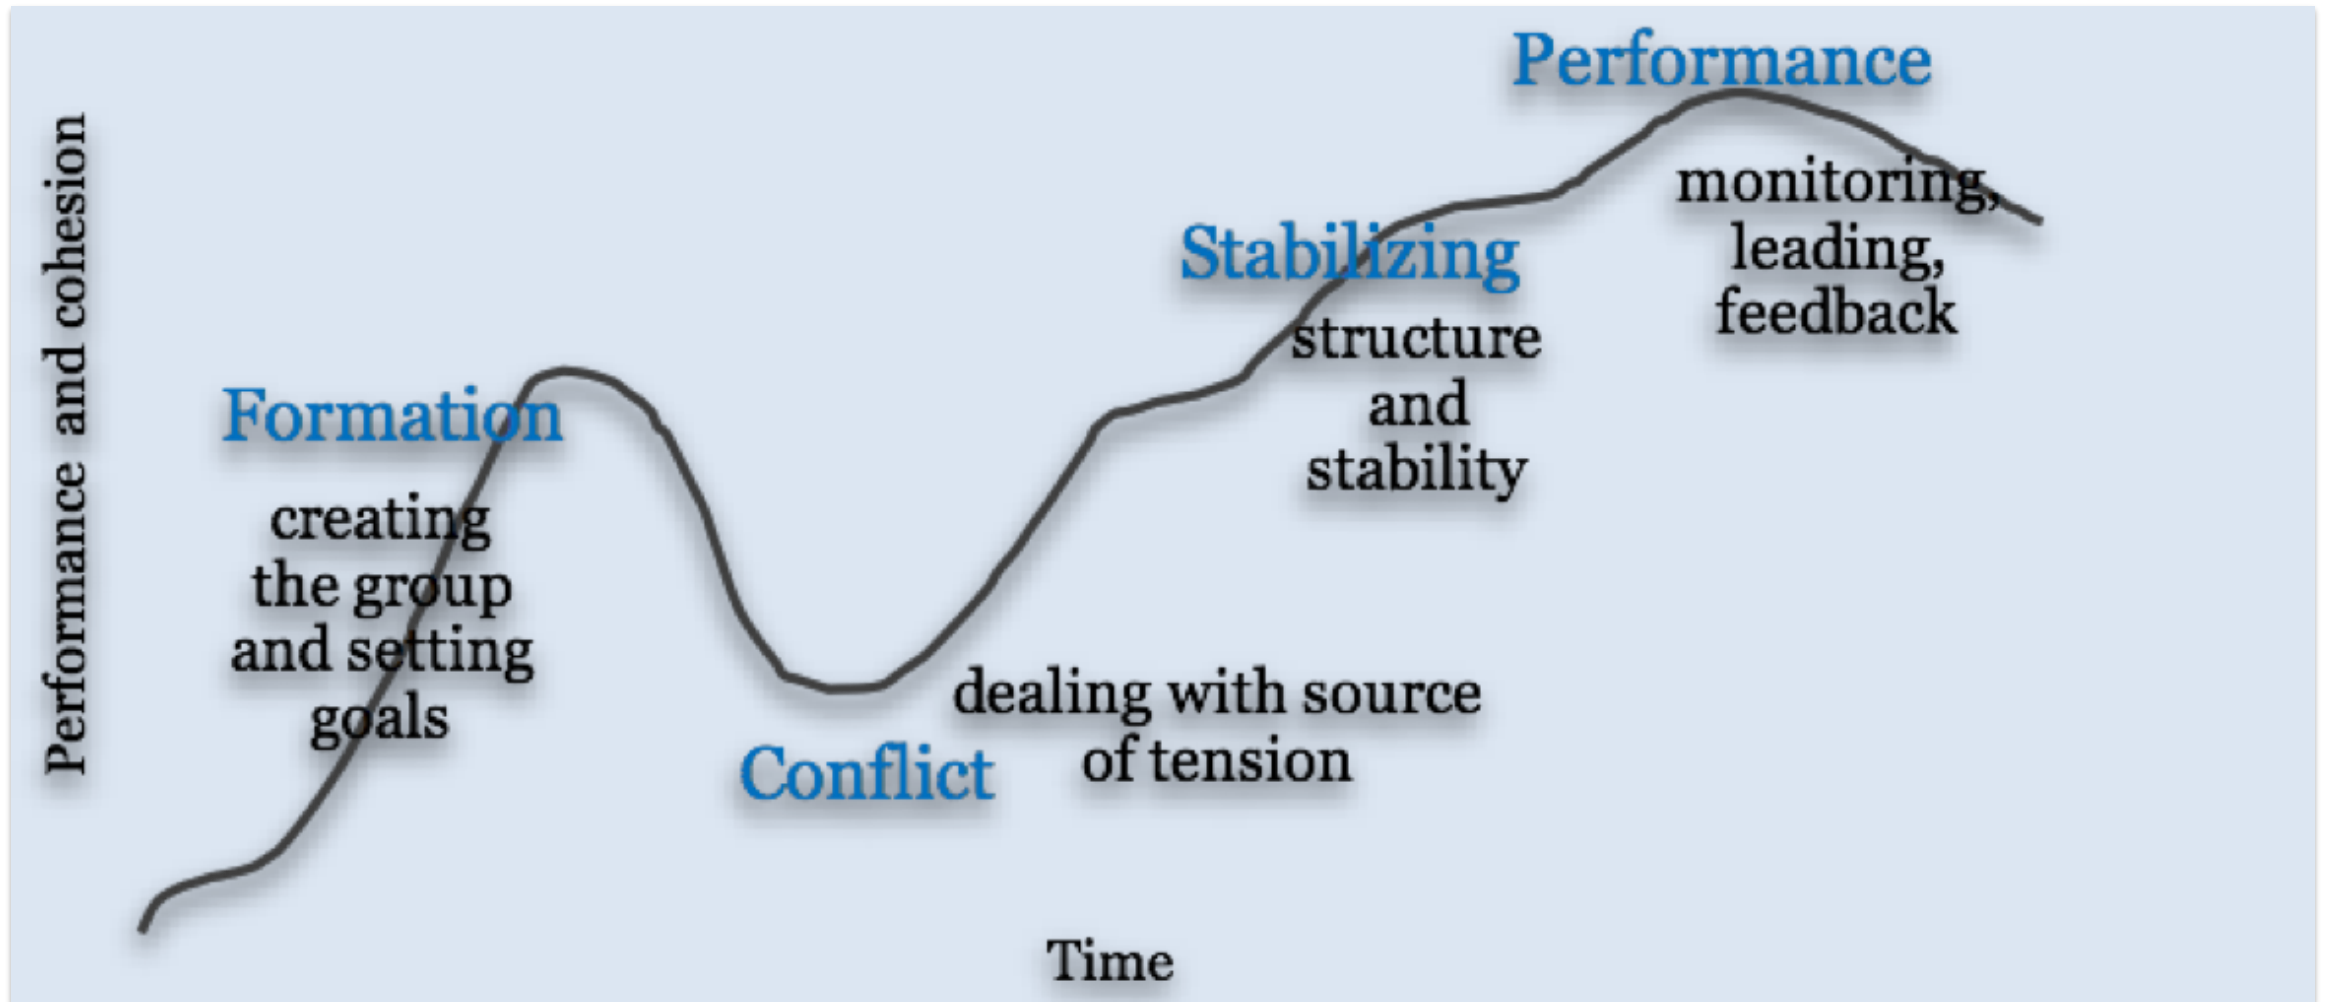 Performance and cohesion
Formation
creating
the group
and setting
goals
Conflict
dealing with source
of tension
Stabilizing
structure
and
stability
Performance
monitoring,
leading,
feedback
Time